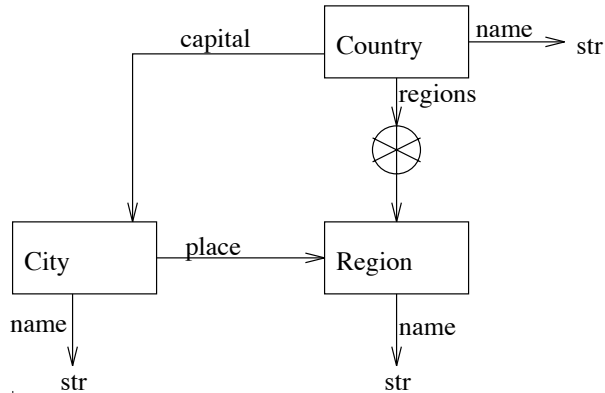 capital
Country
name
str
regions
City
place
Region
name
name
str
str